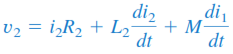 v₂ = i₂R₂ + L₂ di₂/dt + M di₁/dt